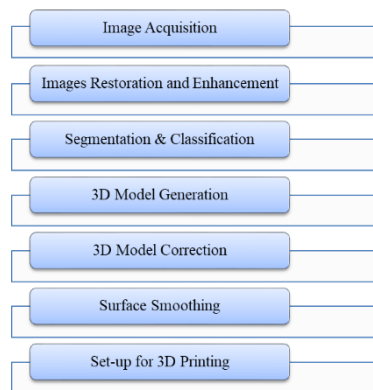 Image Acquisition
Images Restoration and Enhancement
Segmentation & Classification
3D Model Generation
3D Model Correction
Surface Smoothing
Set-up for 3D Printing